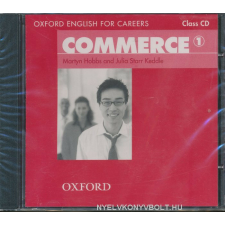 OXFORD ENGLISH FOR CAREERS Class CD
COMMERCE 1
Martyn Hobbs and Julia Starr Keddle
OXFORD
NYELVKONYVBOLT.HU